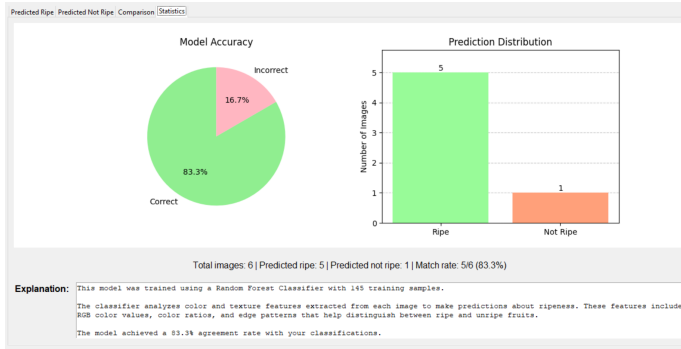 Predicted Ripe Predicted Not Ripe Comparison Statistics
Model Accuracy
Incorrect
16.7%
83.3%
Correct
Prediction Distribution
Number of Images
5
4
3
2
1
0
5
1
Ripe Not Ripe
Total images: 6 | Predicted ripe: 5 | Predicted not ripe: 1 | Match rate: 5/6 (83.3%)
Explanation:
This model was trained using a Random Forest Classifier with 145 training samples.
The classifier analyzes color and texture features extracted from each image to make predictions about ripeness. These features include
RGB color values, color ratios, and edge patterns that help distinguish between ripe and unripe fruits.
The model achieved a 83.3% agreement rate with your classifications.